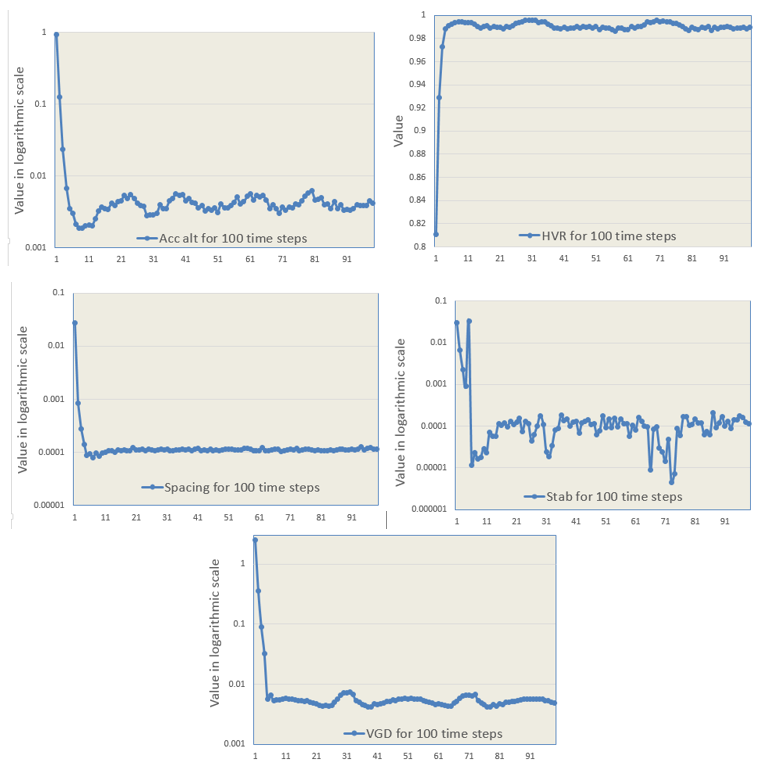 Value in logarithmic scale
1
0.1
0.01
0.001
Acc alt for 100 time steps
1 11 21 31 41 51 61 71 81 91
Value
1
0.98
0.96
0.94
0.92
0.9
0.88
0.86
0.84
0.82
0.8
HVR for 100 time steps
1 11 21 31 41 51 61 71 81 91
Value in logarithmic scale
0.1
0.01
0.001
0.0001
0.00001
Spacing for 100 time steps
1 11 21 31 41 51 61 71 81 91
Value in logarithmic scale
0.1
0.01
0.001
0.0001
0.00001
0.000001
Stab for 100 time steps
1 11 21 31 41 51 61 71 81 91
Value in logarithmic scale
1
0.1
0.01
0.001
VGD for 100 time steps
1 11 21 31 41 51 61 71 81 91